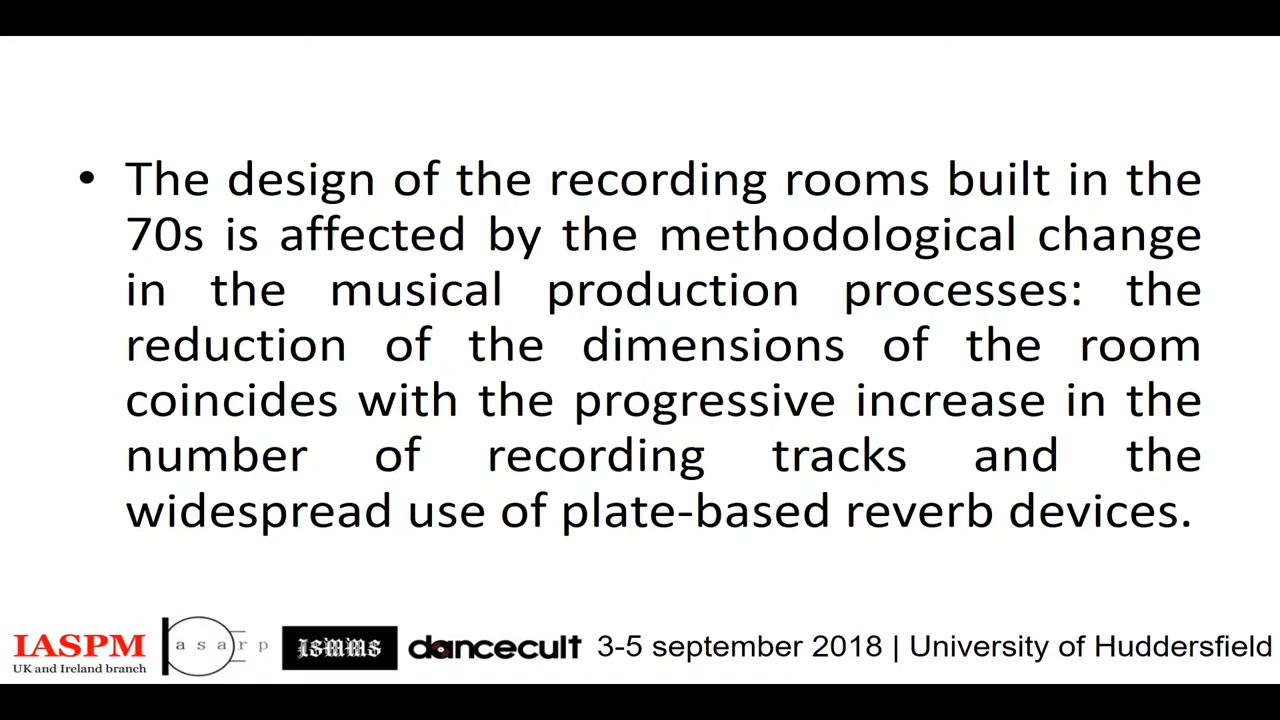 • The design of the recording rooms built in the
70s is affected by the methodological change
in the musical production processes: the
reduction of the dimensions of the room
coincides with the progressive increase in the
number of recording tracks and the
widespread use of plate-based reverb devices.
IASPM
UK and Ireland branch
asarp
ISMMS
dancecult
3-5 september 2018 | University of Huddersfield